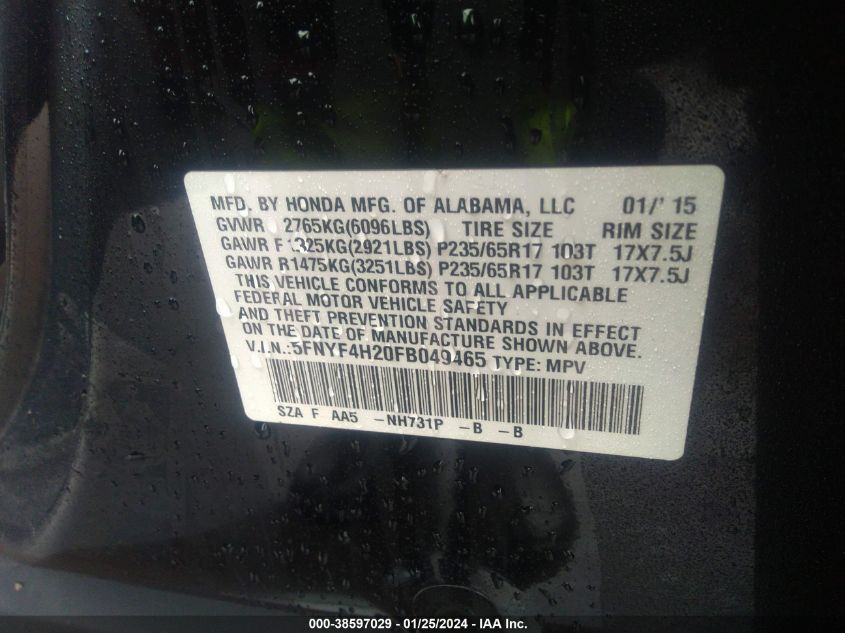 MFD. BY HONDA MFG. OF ALABAMA, LLC 01/' 15
GVWR 2765KG(6096LBS) TIRE SIZE RIM SIZE
GAWR F 1325KG(2921LBS) P235/65R17 103T 17X7.5J
GAWR R1475KG(3251LBS) P235/65R17 103T 17X7.5J
THIS VEHICLE CONFORMS TO ALL APPLICABLE
FEDERAL MOTOR VEHICLE SAFETY
AND THEFT PREVENTION STANDARDS IN EFFECT
ON THE DATE OF MANUFACTURE SHOWN ABOVE.
V.I.N.:5FNYF4H20FB049465 TYPE: MPV
SZA F AA5 -NH731P -B -B
000-38597029 - 01/25/2024 - IAA Inc.